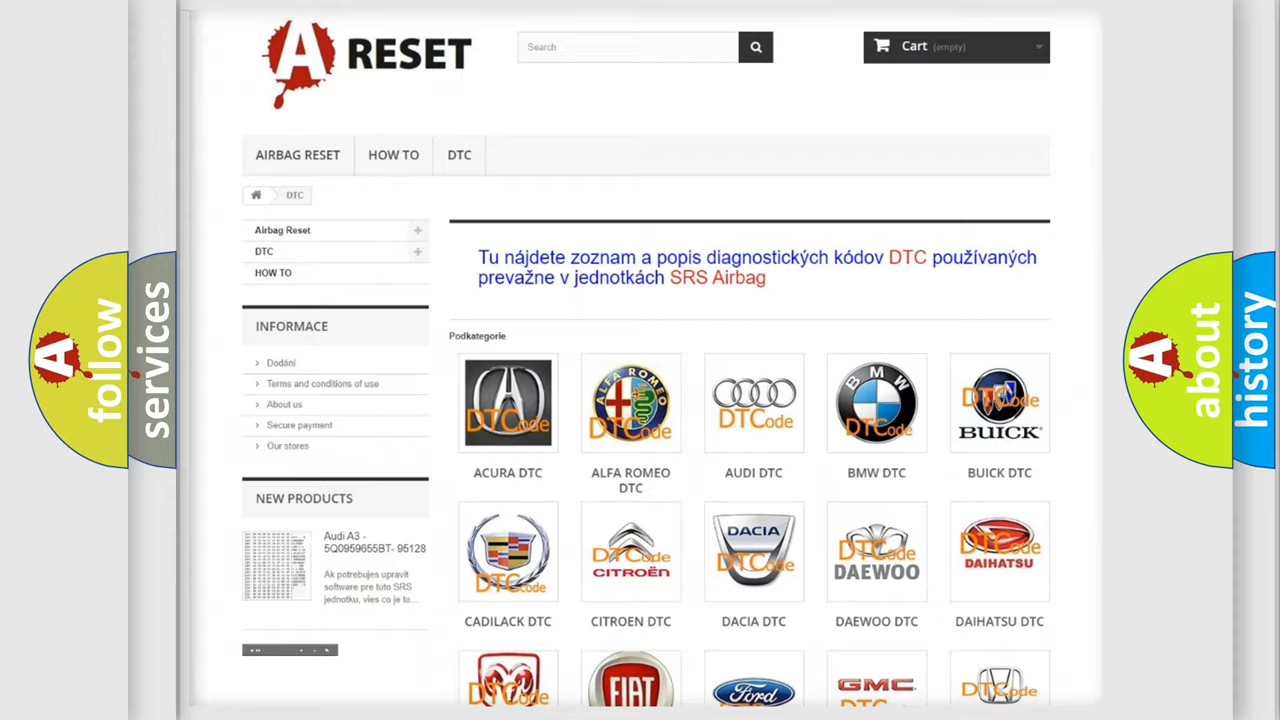 A RESET
Search
Cart (empty)
AIRBAG RESET
HOW TO
DTC
DTC
Airbag Reset
DTC
HOW TO
INFORMACE
Dodání
Terms and conditions of use
About us
Secure payment
Our stores
NEW PRODUCTS
Audi A3 -
5Q0959655BT- 95128
Ak potrebujes upravit
software pre tuto SRS
jednotku, vies co je to...
Tu nájdete zoznam a popis diagnostických kódov DTC používaných
prevažne v jednotkách SRS Airbag
Podkategorie
DTCode
ALFA ROMEO
DTCode
DTCode
BMW
DTCode
DTCode
BUICK
ACURA DTC
ALFA ROMEO
DTC
AUDI DTC
BMW DTC
BUICK DTC
DTCode
DTCode
CITROËN
DACIA
DTCode
DTCode
DAEWOO
DTCode
DAIHATSU
CADILACK DTC
CITROEN DTC
DACIA DTC
DAEWOO DTC
DAIHATSU DTC
DTCode
FIAT
Ford
GMC
DTCode
A follow
services
A about
history